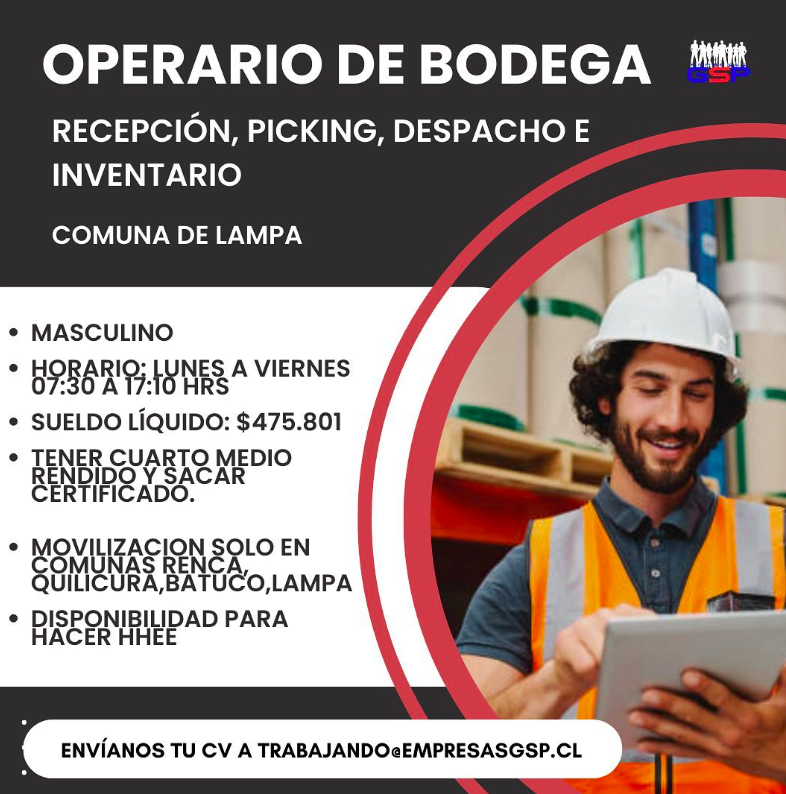 OPERARIO DE BODEGA
GSP
RECEPCIÓN, PICKING, DESPACHO E
INVENTARIO
COMUNA DE LAMPA
• MASCULINO
• HORARIO: LUNES A VIERNES
07:30 A 17:10 HRS
• SUELDO LÍQUIDO: $475.801
• TENER CUARTO MEDIO
RENDIDO Y SACAR
CERTIFICADO.
• MOVILIZACION SOLO EN
COMUNAS RENCA,
QUILICURA,BATUCO,LAMPA
• DISPONIBILIDAD PARA
HACER HHEE
ENVÍANOS TU CV A TRABAJANDO@EMPRESASGSP.CL